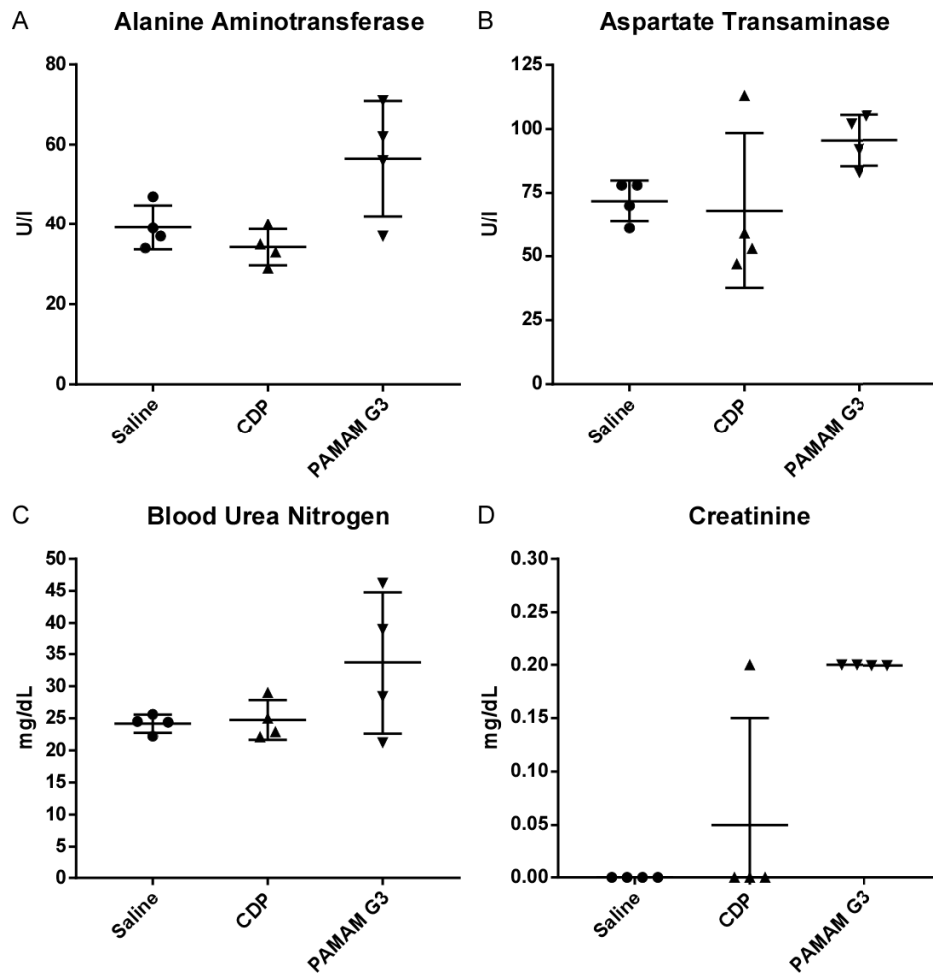 A
Alanine Aminotransferase
80
60
40
20
0
U/l
Saline
CDP
PAMAM G3
B
Aspartate Transaminase
125
100
75
50
25
0
U/l
Saline
CDP
PAMAM G3
C
Blood Urea Nitrogen
50
45
40
35
30
25
20
15
10
5
0
mg/dL
Saline
CDP
PAMAM G3
D
Creatinine
0.30
0.25
0.20
0.15
0.10
0.05
0.00
mg/dL
Saline
CDP
PAMAM G3